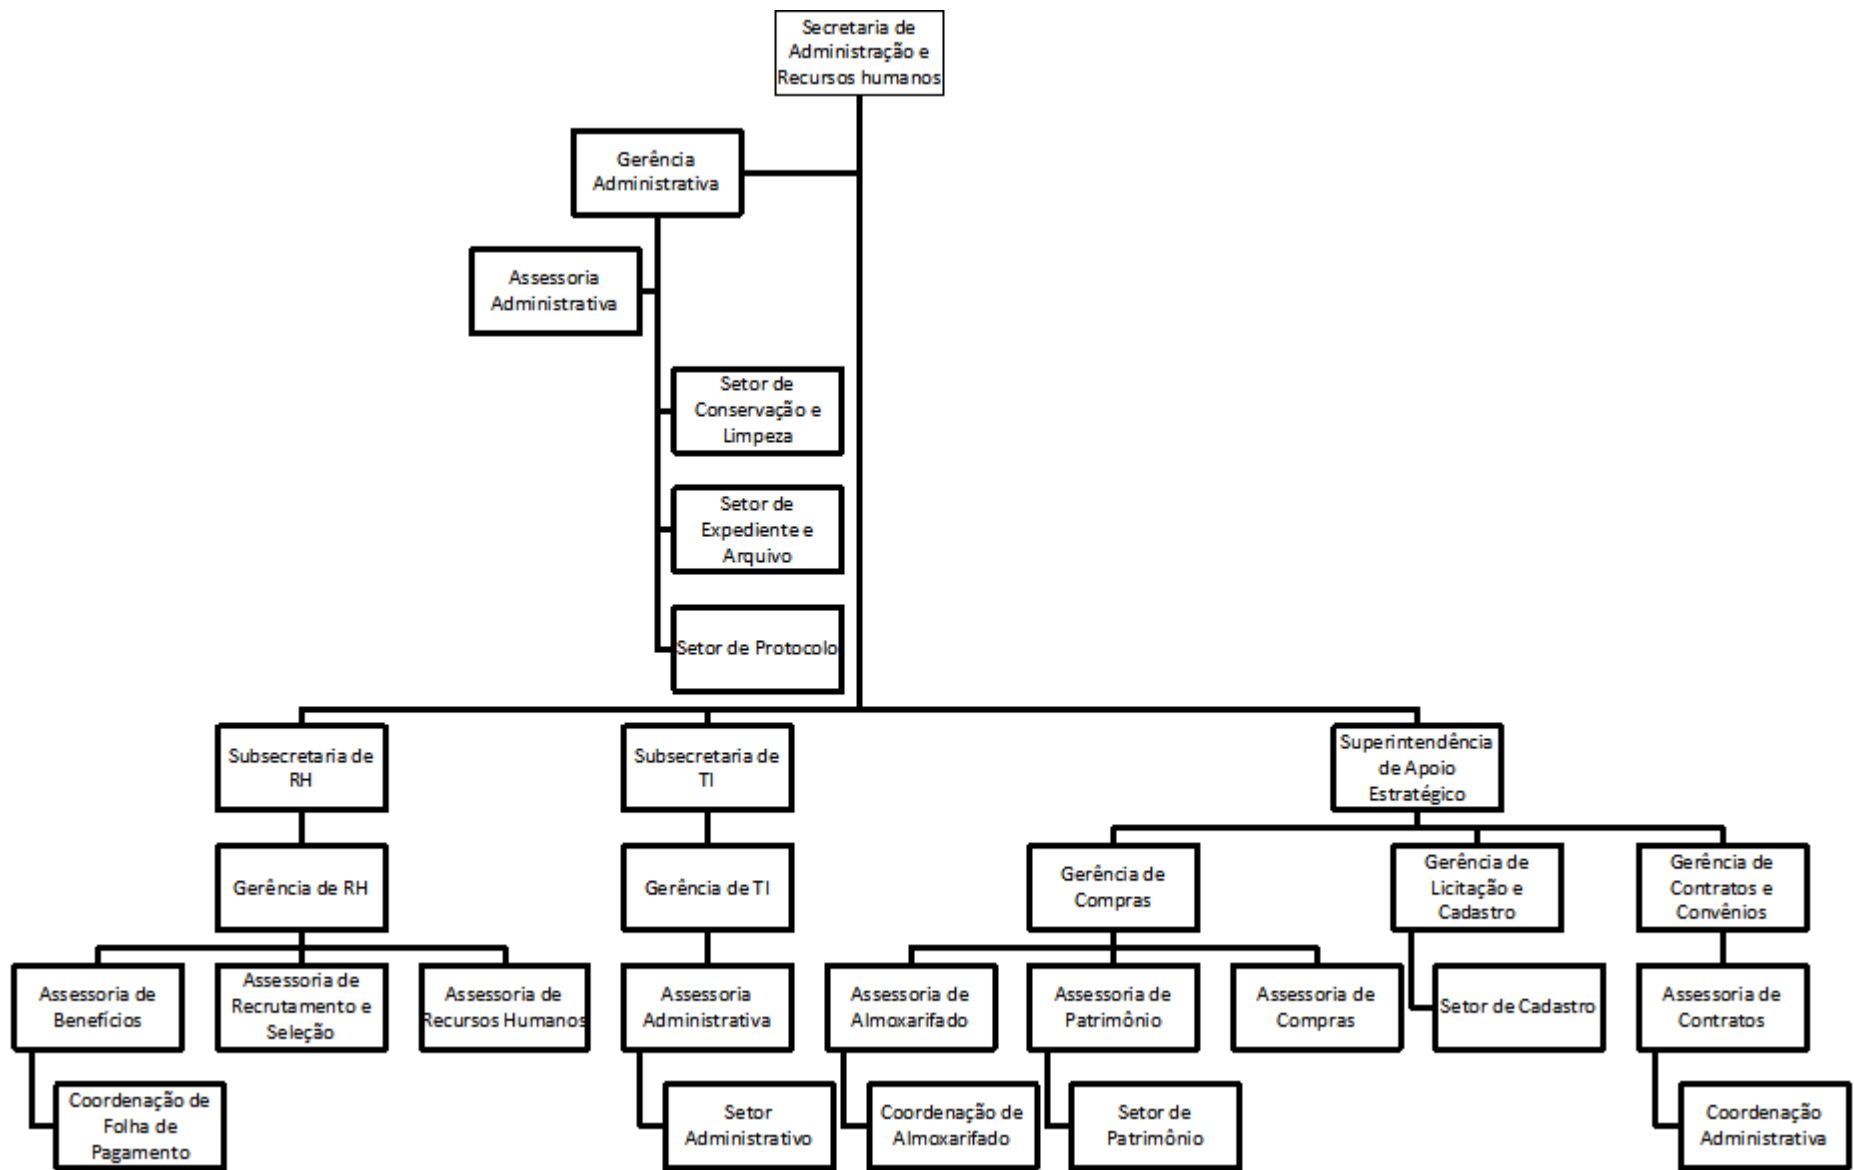 Secretaria de
Administração e
Recursos humanos
Gerência
Administrativa
Assessoria
Administrativa
Setor de
Conservação e
Limpeza
Setor de
Expediente e
Arquivo
Setor de Protocolo
Subsecretaria de
RH
Subsecretaria de
TI
Superintendência
de Apoio
Estratégico
Gerência de RH
Gerência de TI
Gerência de
Compras
Gerência de
Licitação e
Cadastro
Gerência de
Contratos e
Convênios
Assessoria de
Benefícios
Assessoria de
Recrutamento e
Seleção
Assessoria de
Recursos Humanos
Assessoria
Administrativa
Assessoria de
Almoxarifado
Assessoria de
Patrimônio
Assessoria de
Compras
Setor de Cadastro
Assessoria de
Contratos
Coordenação de
Folha de
Pagamento
Setor
Administrativo
Coordenação de
Almoxarifado
Setor de
Patrimônio
Coordenação
Administrativa